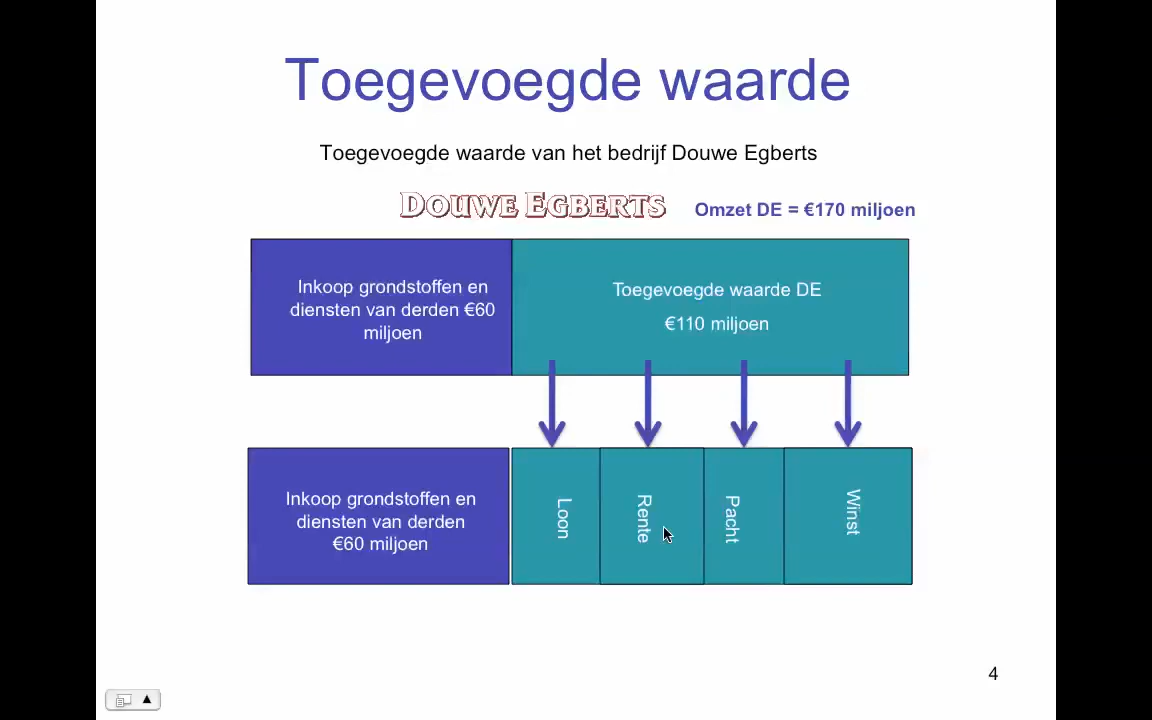 Toegevoegde waarde
Toegevoegde waarde van het bedrijf Douwe Egberts
DOUWE EGBERTS
Omzet DE = €170 miljoen
Inkoop grondstoffen en
diensten van derden €60
miljoen
Toegevoegde waarde DE
€110 miljoen
Inkoop grondstoffen en
diensten van derden
€60 miljoen
Loon
Rente
Pacht
Winst
4